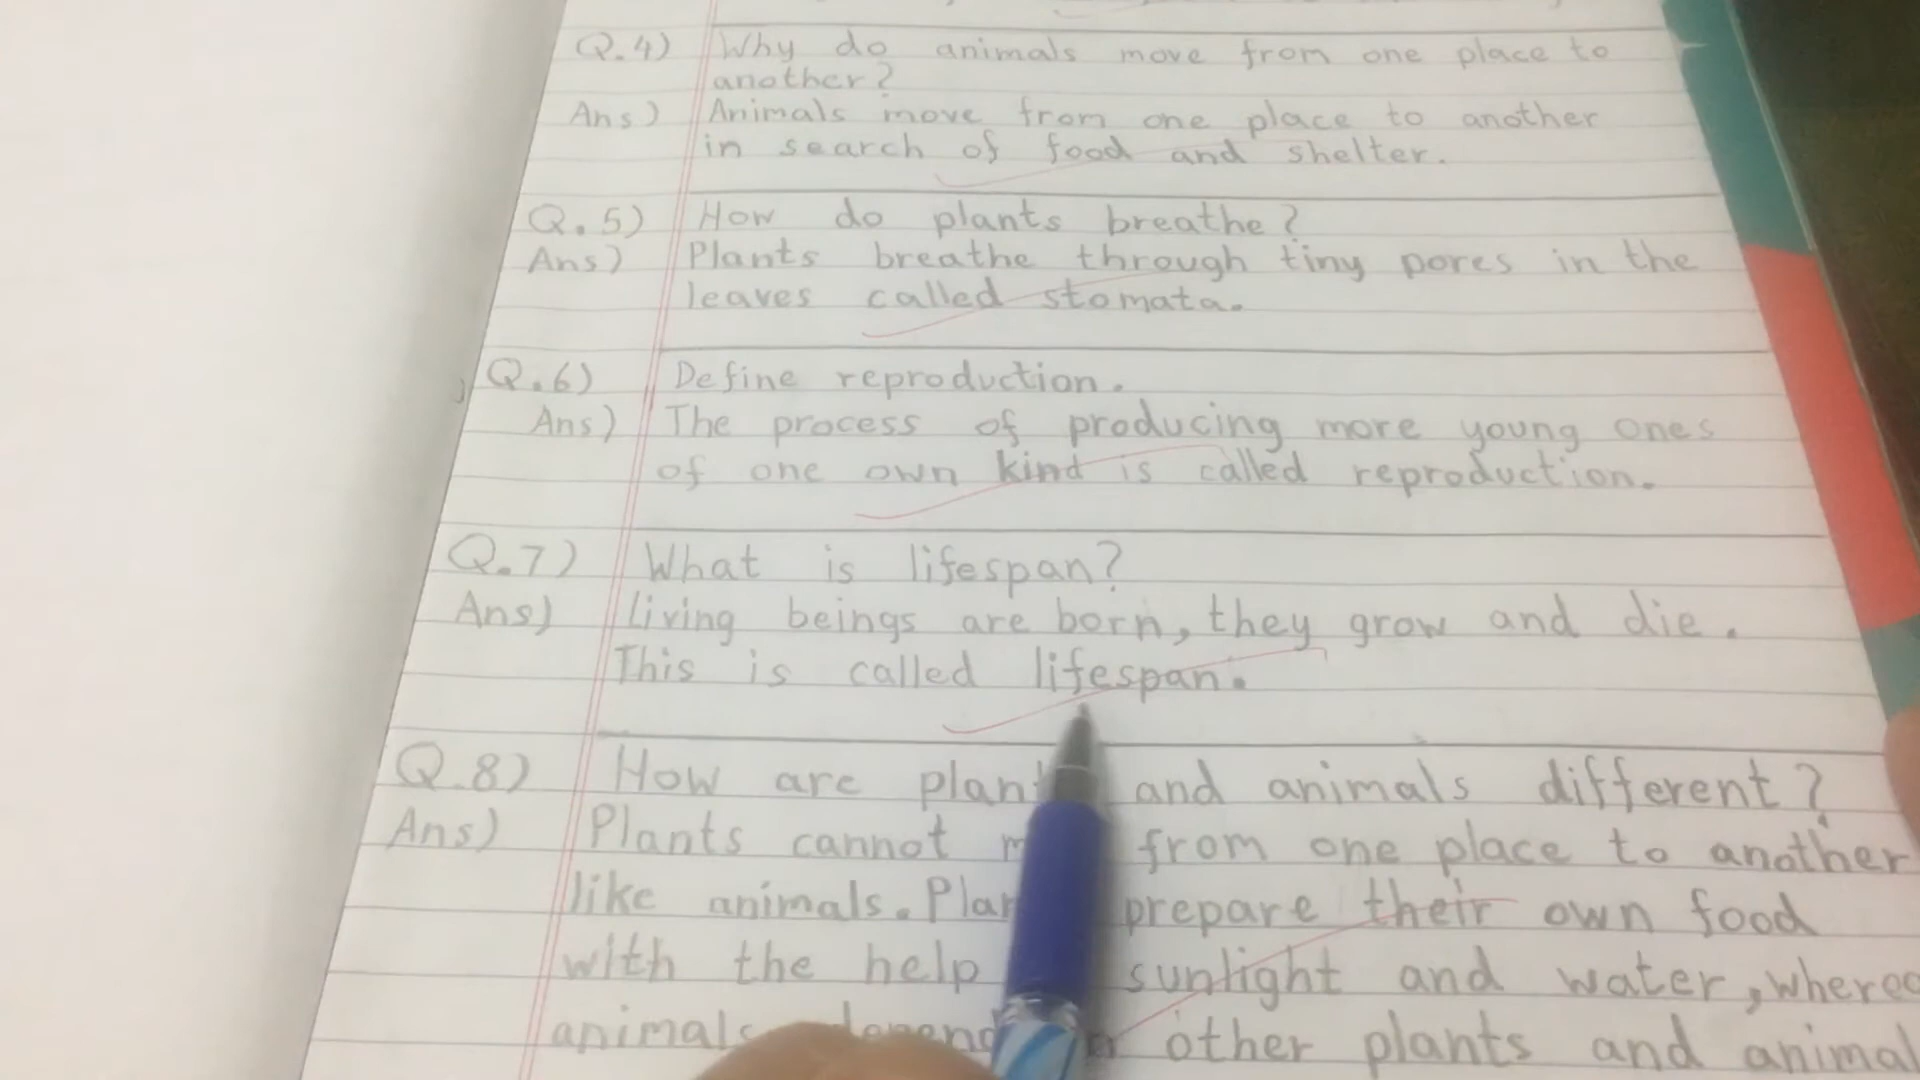 Q.4) Why do animals move from one place to
another?
Ans) Animals move from one place to another
in search of food and shelter.
Q.5) How do plants breathe?
Ans) Plants breathe through tiny pores in the
leaves called stomata.
Q.6) Define reproduction.
Ans) The process of producing more young ones
of one own kind is called reproduction.
Q.7) What is lifespan?
Ans) living beings are born, they grow and die.
This is called lifespan.
Q.8) How are and animals different?
Ans) Plants cannot from one place to another
like animals. prepare their own food
with the help sunlight and water,
other plants and